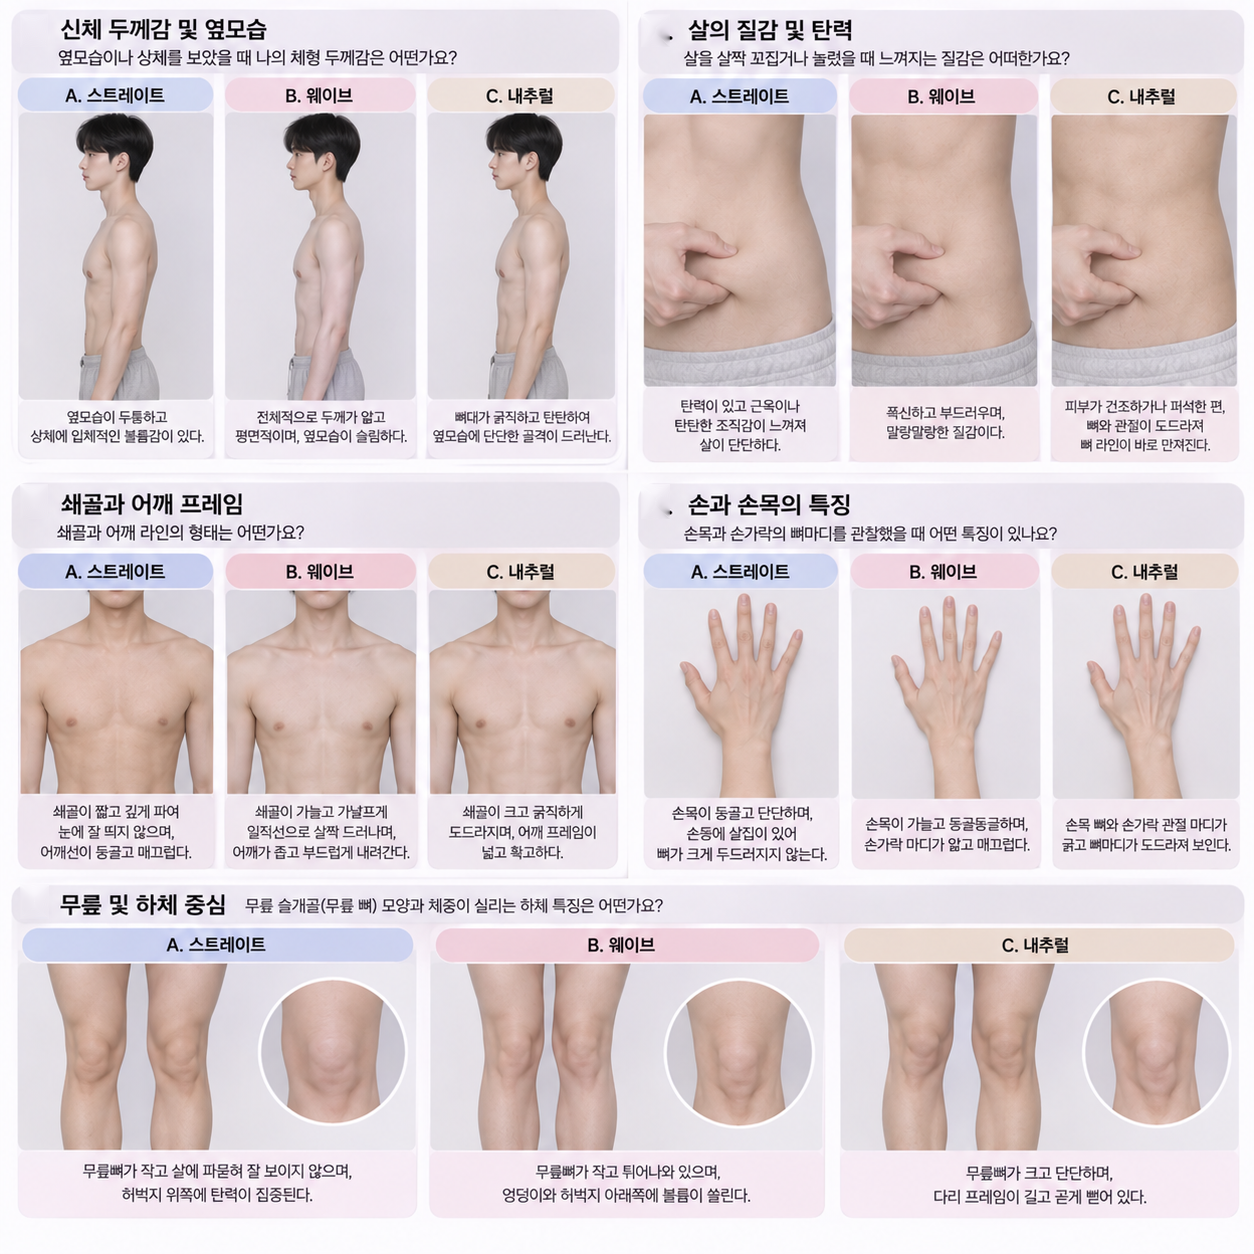 신체 두께감 및 옆모습
옆모습이나 상체를 보았을 때 나의 체형 두께감은 어떤가요?
A. 스트레이트
B. 웨이브
C. 내추럴
옆모습이 두툼하고
상체에 입체적인 볼륨감이 있다.
전체적으로 두께가 얇고
평면적이며, 옆모습이 슬림하다.
뼈대가 굵직하고 탄탄하여
옆모습에 단단한 골격이 드러난다.
살의 질감 및 탄력
살을 살짝 꼬집거나 눌렀을 때 느껴지는 질감은 어떠한가요?
A. 스트레이트
B. 웨이브
C. 내추럴
탄력이 있고 근육이나
탄탄한 조직감이 느껴져
살이 단단하다.
폭신하고 부드러우며,
말랑말랑한 질감이다.
피부가 건조하거나 퍼석한 편,
뼈와 관절이 도드라져
뼈 라인이 바로 만져진다.
쇄골과 어깨 프레임
쇄골과 어깨 라인의 형태는 어떤가요?
A. 스트레이트
B. 웨이브
C. 내추럴
쇄골이 짧고 깊게 파여
눈에 잘 띄지 않으며,
어깨선이 둥글고 매끄럽다.
쇄골이 가늘고 가냘프게
일직선으로 살짝 드러나며,
어깨가 좁고 부드럽게 내려간다.
쇄골이 크고 굵직하게
도드라지며, 어깨 프레임이
넓고 확고하다.
손과 손목의 특징
손목과 손가락의 뼈마디를 관찰했을 때 어떤 특징이 있나요?
A. 스트레이트
B. 웨이브
C. 내추럴
손목이 둥글고 단단하며,
손등에 살집이 있어
뼈가 크게 두드러지지 않는다.
손목이 가늘고 동글동글하며,
손가락 마디가 얇고 매끄럽다.
손목 뼈와 손가락 관절 마디가
굵고 뼈마디가 도드라져 보인다.
무릎 및 하체 중심
무릎 슬개골(무릎 뼈) 모양과 체중이 실리는 하체 특징은 어떤가요?
A. 스트레이트
B. 웨이브
C. 내추럴
무릎뼈가 작고 살에 파묻혀 잘 보이지 않으며,
허벅지 위쪽에 탄력이 집중된다.
무릎뼈가 작고 튀어나와 있으며,
엉덩이와 허벅지 아래쪽에 볼륨이 쏠린다.
무릎뼈가 크고 단단하며,
다리 프레임이 길고 곧게 뻗어 있다.